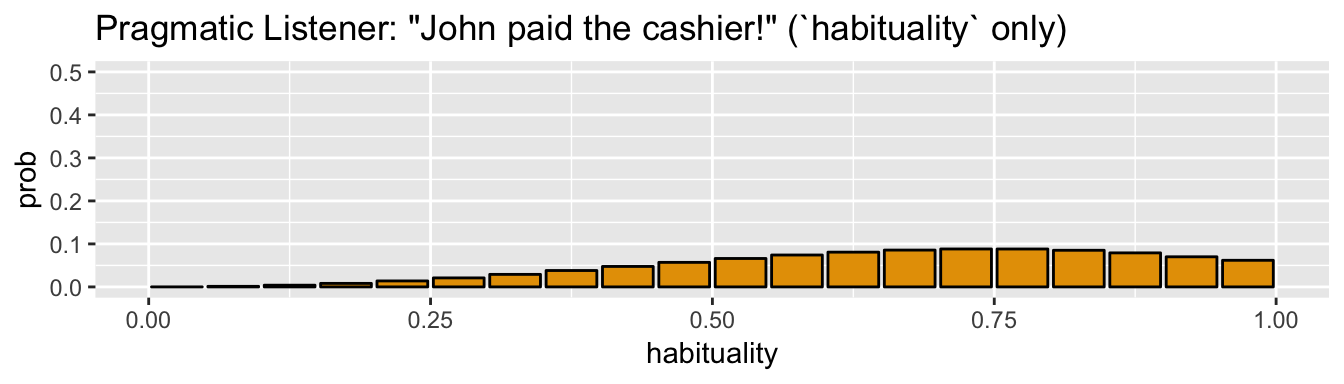 Pragmatic Listener: "John paid the cashier!" (`habituality` only)
prob
0.5
0.4
0.3
0.2
0.1
0.0
0.00 0.25 0.50 0.75 1.00
habituality